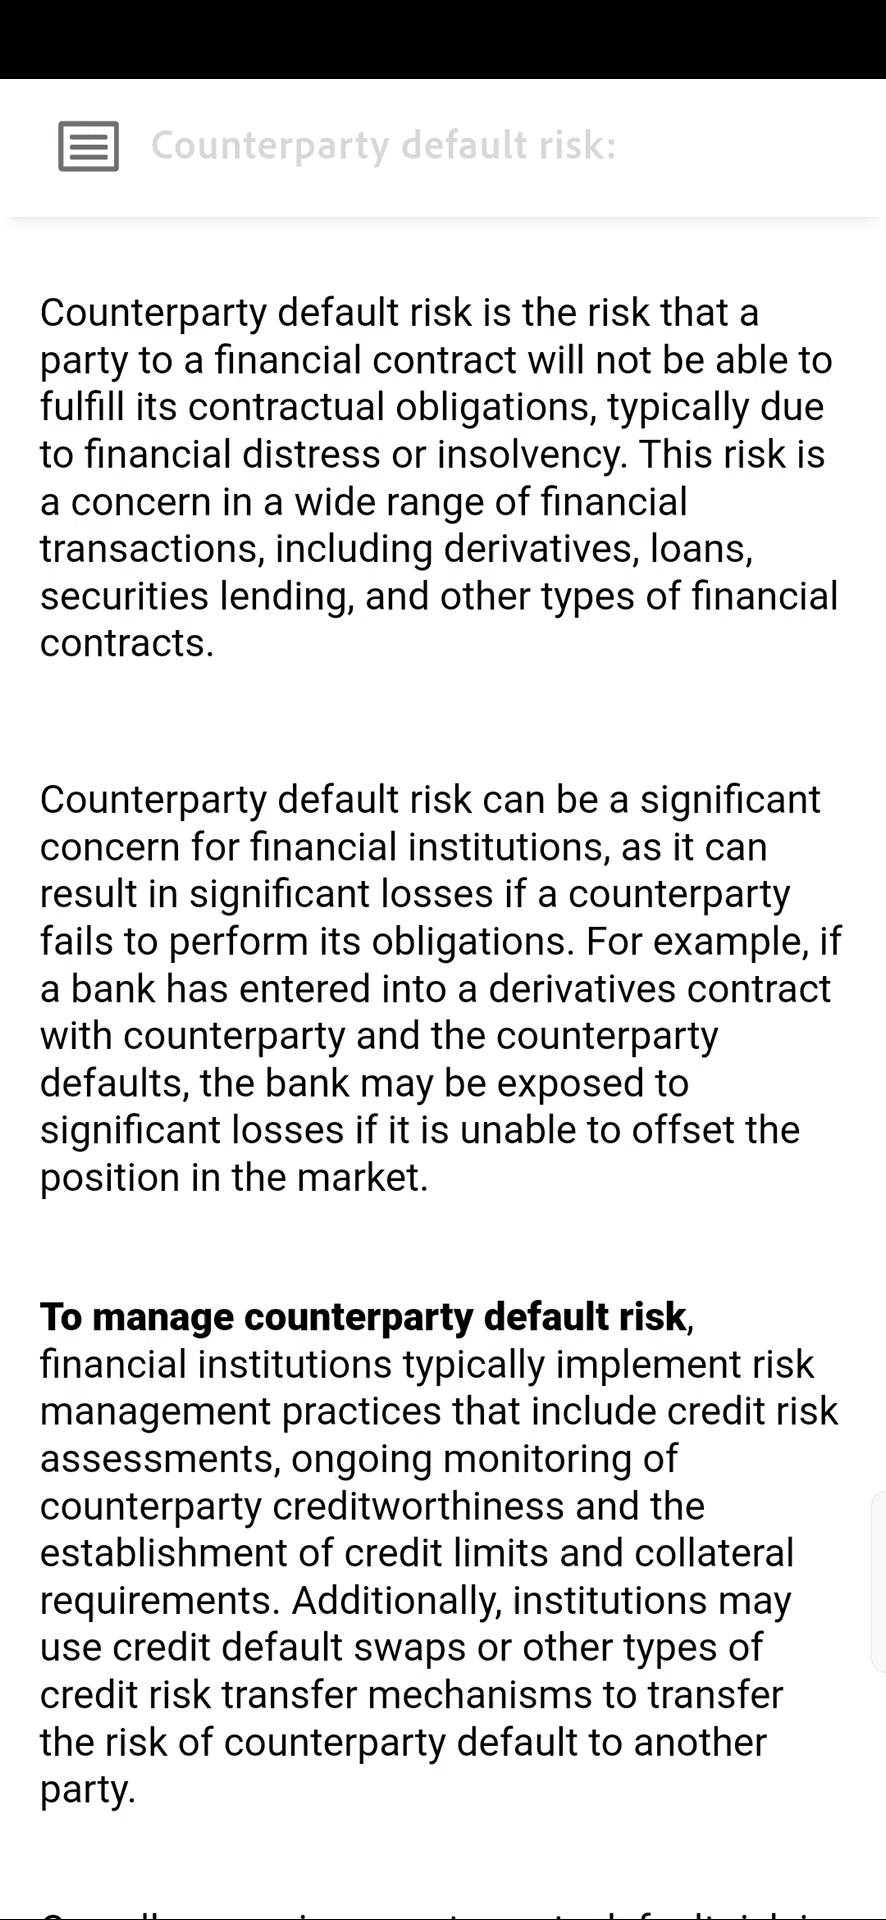 Counterparty default risk:
Counterparty default risk is the risk that a
party to a financial contract will not be able to
fulfill its contractual obligations, typically due
to financial distress or insolvency. This risk is
a concern in a wide range of financial
transactions, including derivatives, loans,
securities lending, and other types of financial
contracts.
Counterparty default risk can be a significant
concern for financial institutions, as it can
result in significant losses if a counterparty
fails to perform its obligations. For example, if
a bank has entered into a derivatives contract
with counterparty and the counterparty
defaults, the bank may be exposed to
significant losses if it is unable to offset the
position in the market.
To manage counterparty default risk,
financial institutions typically implement risk
management practices that include credit risk
assessments, ongoing monitoring of
counterparty creditworthiness and the
establishment of credit limits and collateral
requirements. Additionally, institutions may
use credit default swaps or other types of
credit risk transfer mechanisms to transfer
the risk of counterparty default to another
party.